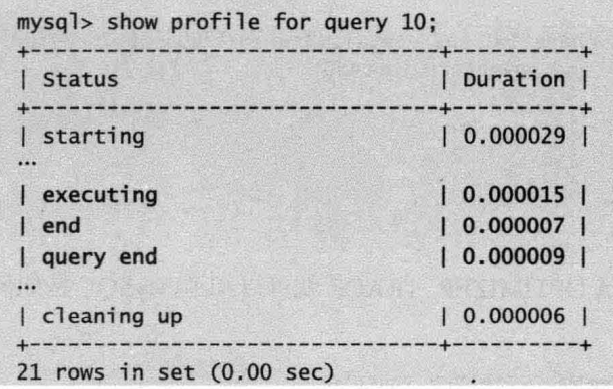 mysql> show profile for query 10;
+--------------------------------+----------+
| Status                         | Duration |
+--------------------------------+----------+
| starting                       | 0.000029 |
...
| executing                      | 0.000015 |
| end                            | 0.000007 |
| query end                      | 0.000009 |
...
| cleaning up                    | 0.000006 |
+--------------------------------+----------+
21 rows in set (0.00 sec)